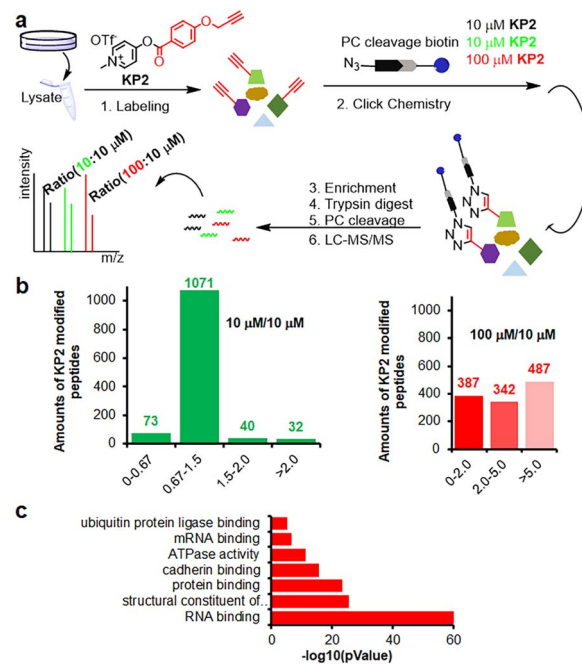 a
OTf⁻
N⁺
O
O
O
KP2
Lysate
1. Labeling
PC cleavage biotin
N₃
10 µM KP2
10 µM KP2
100 µM KP2
2. Click Chemistry
intensity
Ratio(10:10 µM)
Ratio(100:10 µM)
m/z
3. Enrichment
4. Trypsin digest
5. PC cleavage
6. LC-MS/MS
N
N
N
N
N
N
b
Amounts of KP2 modified
peptides
1000
800
600
400
200
0
73
1071
40
32
10 µM/10 µM
0-0.67
0.67-1.5
1.5-2.0
>2.0
Amounts of KP2 modified
peptides
1000
800
600
400
200
0
100 µM/10 µM
387
342
487
0-2.0
2.0-5.0
>5.0
c
ubiquitin protein ligase binding
mRNA binding
ATPase activity
cadherin binding
protein binding
structural constituent of..
RNA binding
0
20
40
60
-log10(pValue)